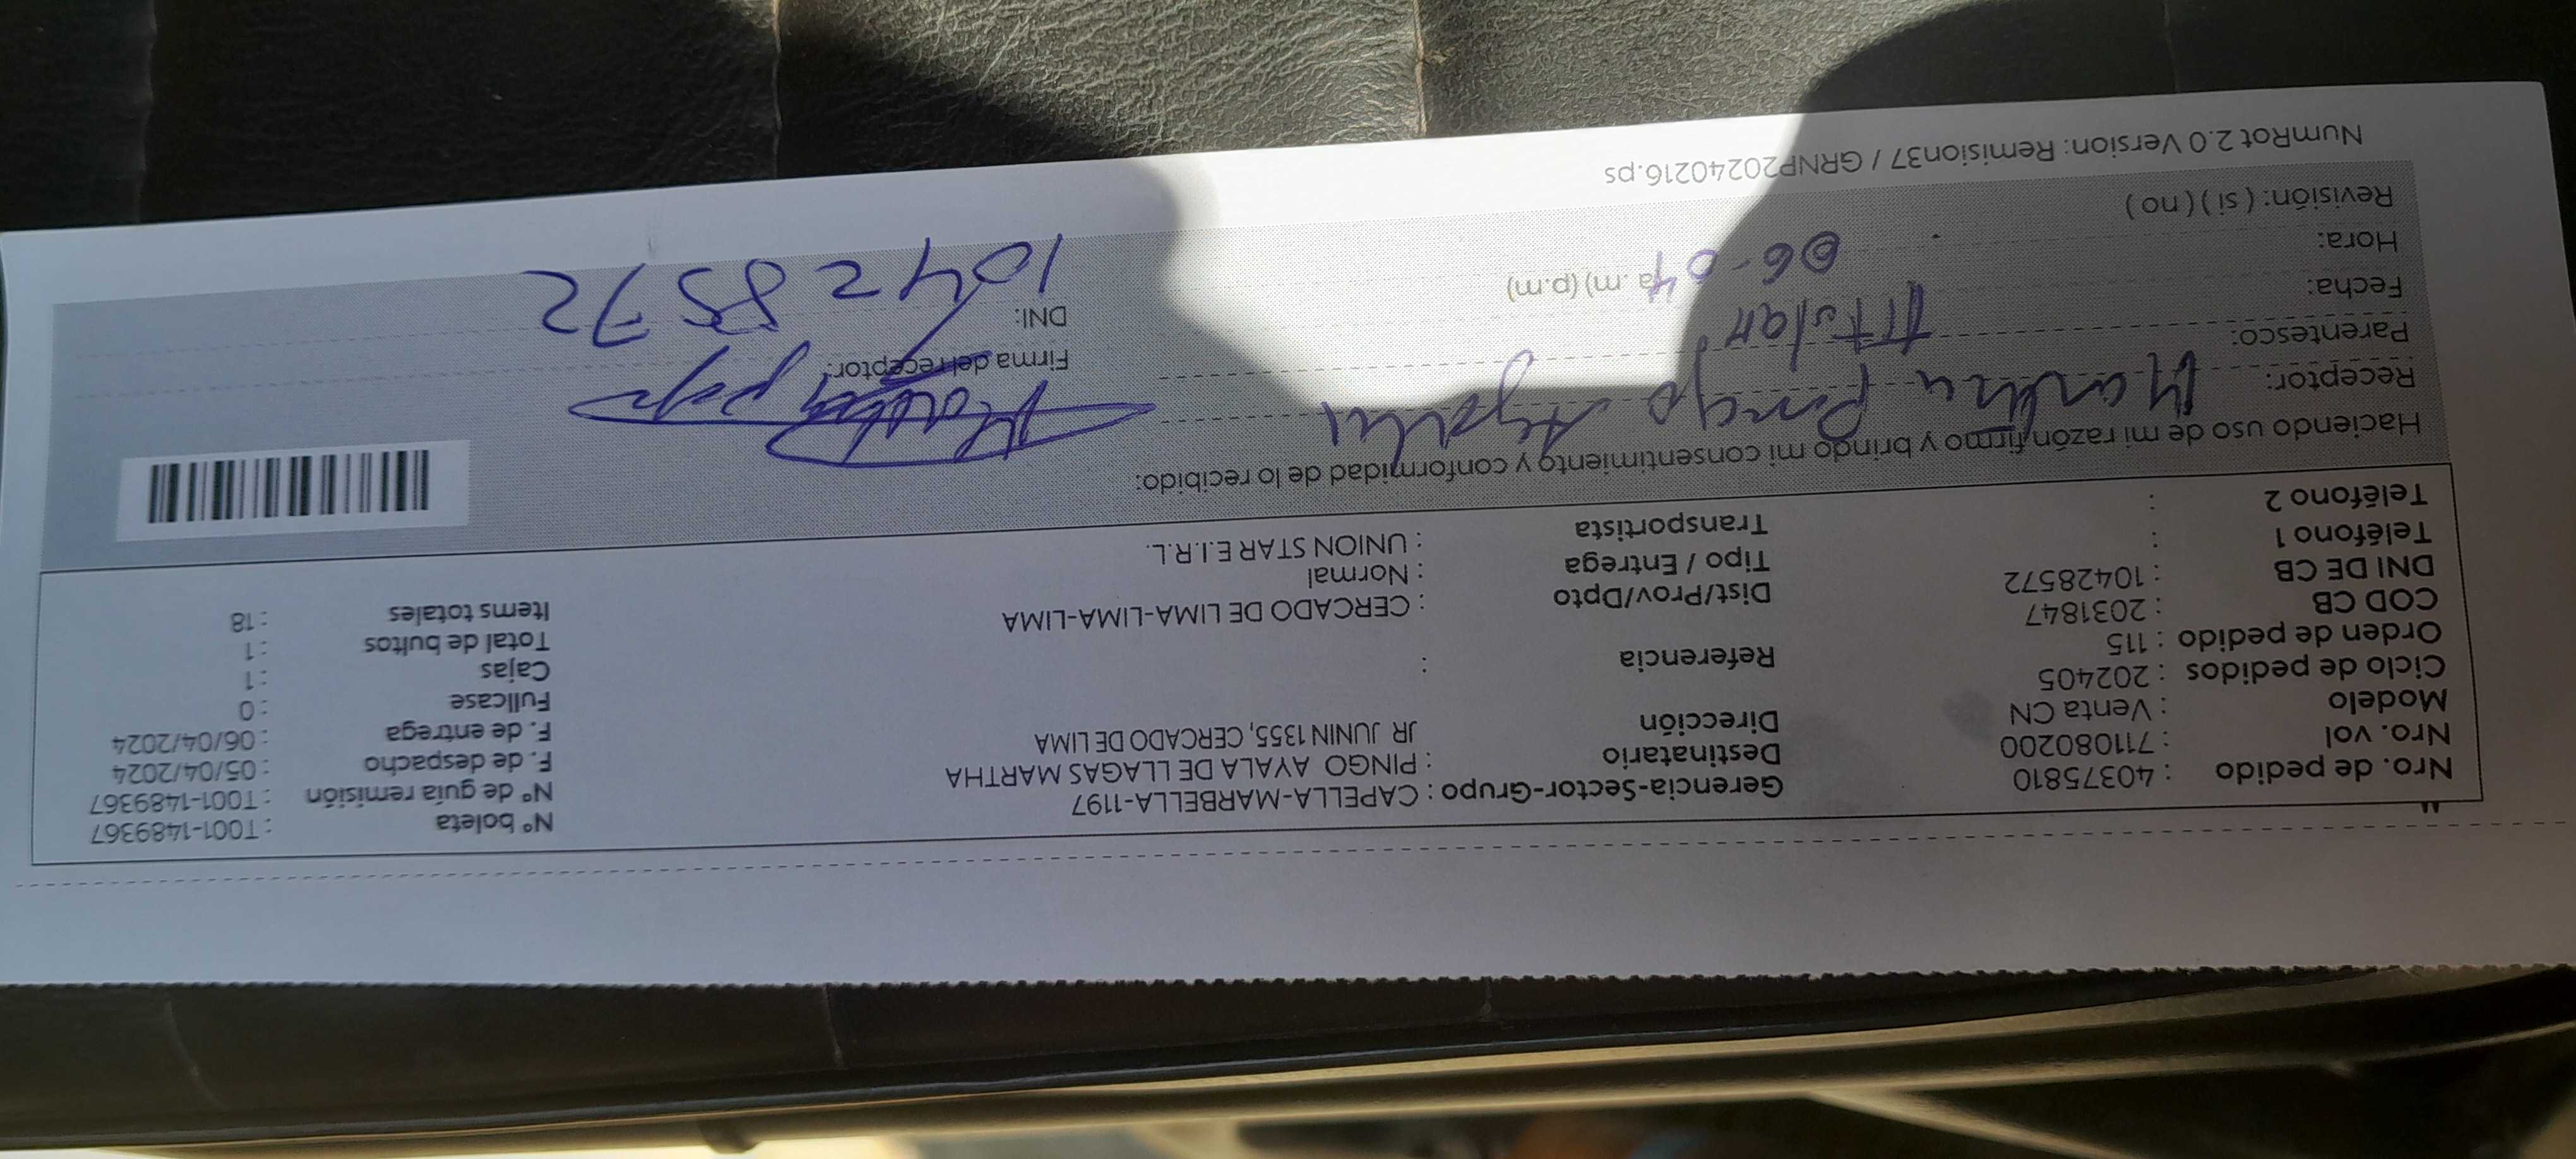 Nro. de pedido : 40375810 Gerencia-Sector-Grupo : CAPELLA-MARBELLA-1197 N° boleta : T001-1489367
Nro. vol : 711080200 Destinatario : PINGO AYALA DE LLAGAS MARTHA N° de guía remisión : T001-1489367
Modelo : Venta CN Dirección JR JUNIN 1355, CERCADO DE LIMA F. de despacho : 05/04/2024
Ciclo de pedidos : 202405 F. de entrega : 06/04/2024
Orden de pedido : 115 Referencia : Fullcase : 0
COD CB : 2031847 Dist/Prov/Dpto : CERCADO DE LIMA-LIMA-LIMA Cajas : 1
DNI DE CB : 10428572 Tipo / Entrega : Normal Total de bultos : 1
Teléfono 1 : Transportista : UNION STAR E.I.R.L. Items totales : 18
Teléfono 2 :
Haciendo uso de mi razón firmo y brindo mi consentimiento y conformidad de lo recibido:
Receptor: Martha Pingo Ayala
Parentesco: Titular Firma del receptor:
Fecha: 06-04 DNI: 10428572
Hora: (a.m) (p.m)
Revisión: ( si ) ( no )
NumRot 2.0 Version: Remision37 / GRNP20240216.ps